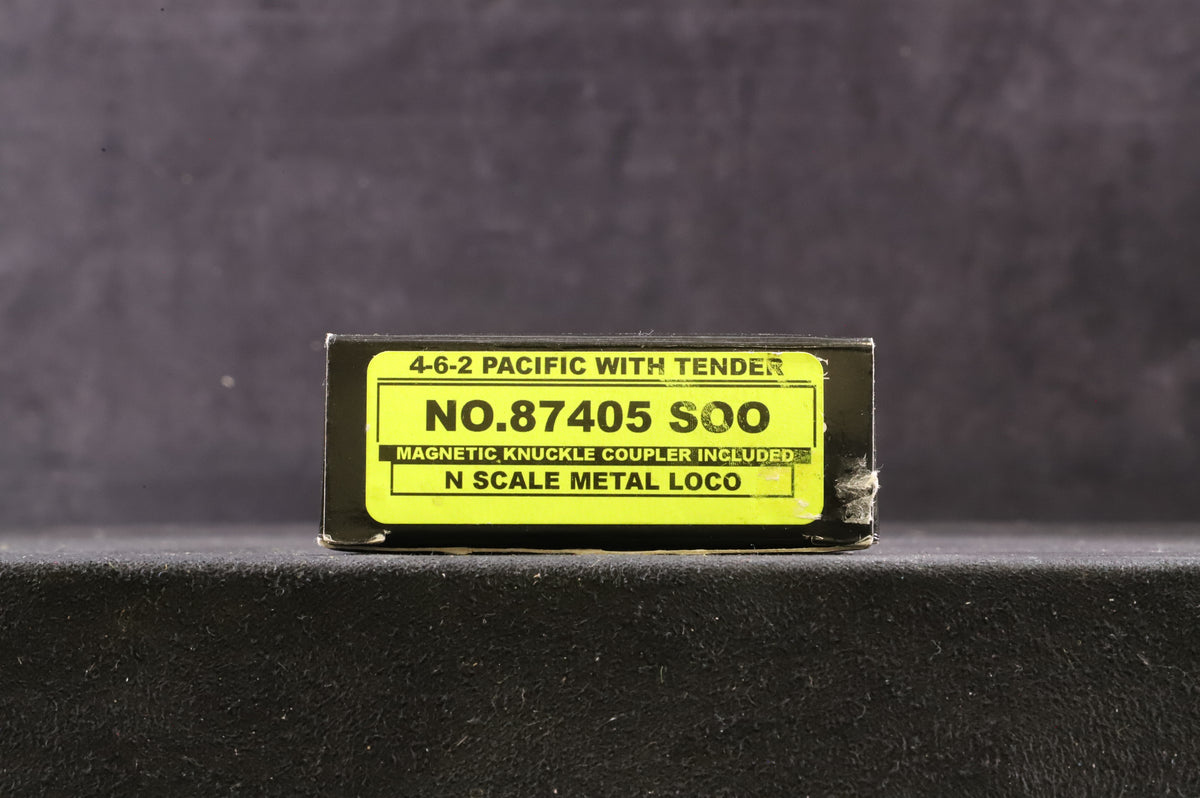 4-6-2 PACIFIC WITH TENDER
NO.87405 SOO
MAGNETIC KNUCKLE COUPLER INCLUDED
N SCALE METAL LOCO